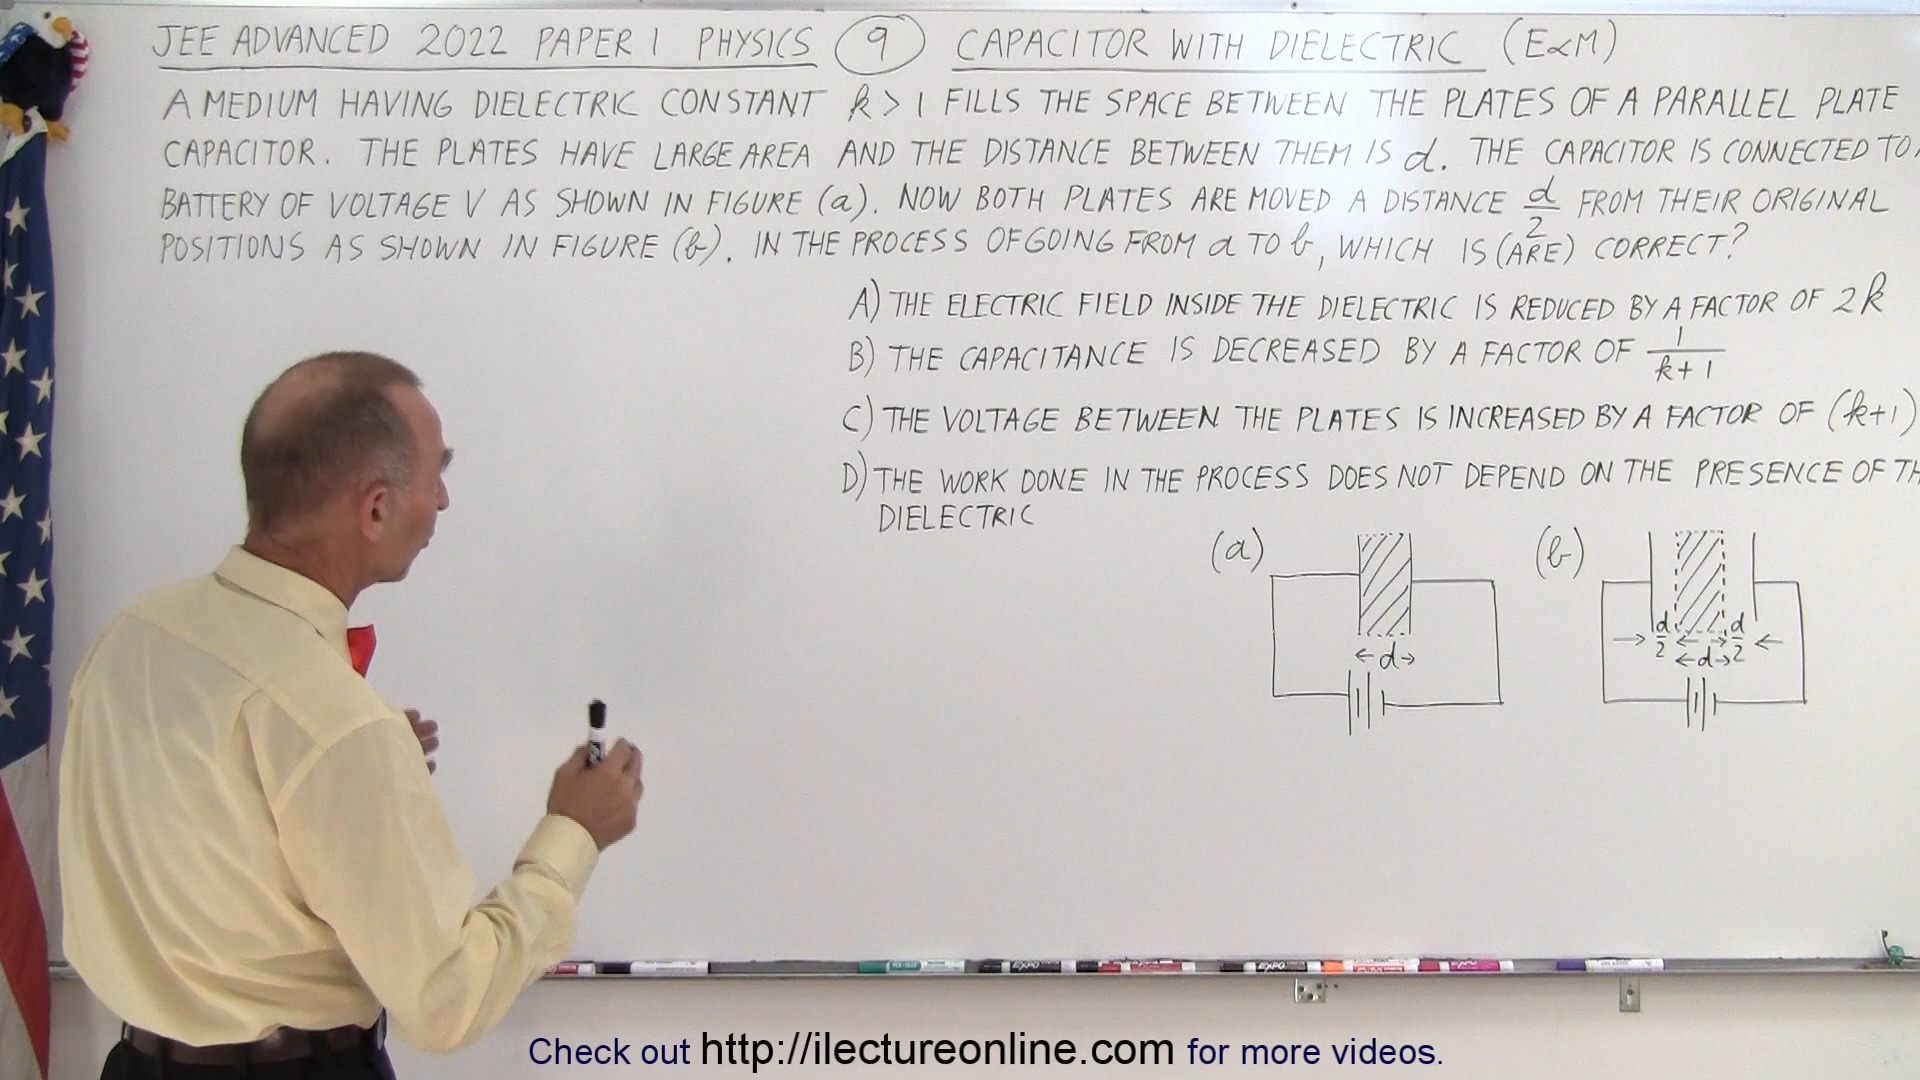 JEE ADVANCED 2022 PAPER 1 PHYSICS 9 CAPACITOR WITH DIELECTRIC (E∝M)
A MEDIUM HAVING DIELECTRIC CONSTANT k > 1 FILLS THE SPACE BETWEEN THE PLATES OF A PARALLEL PLATE
CAPACITOR. THE PLATES HAVE LARGE AREA AND THE DISTANCE BETWEEN THEM IS d. THE CAPACITOR IS CONNECTED TO
BATTERY OF VOLTAGE V AS SHOWN IN FIGURE (a). NOW BOTH PLATES ARE MOVED A DISTANCE d/2 FROM THEIR ORIGINAL
POSITIONS AS SHOWN IN FIGURE (b). IN THE PROCESS OF GOING FROM a TO b, WHICH IS (ARE) CORRECT?
A) THE ELECTRIC FIELD INSIDE THE DIELECTRIC IS REDUCED BY A FACTOR OF 2k
B) THE CAPACITANCE IS DECREASED BY A FACTOR OF 1/(k+1)
C) THE VOLTAGE BETWEEN THE PLATES IS INCREASED BY A FACTOR OF (k+1)
D) THE WORK DONE IN THE PROCESS DOES NOT DEPEND ON THE PRESENCE OF TH
DIELECTRIC
(a) (b)
d/2 d/2
←d→ ←d→
EXPO EXPO
Check out http://ilectureonline.com for more videos.